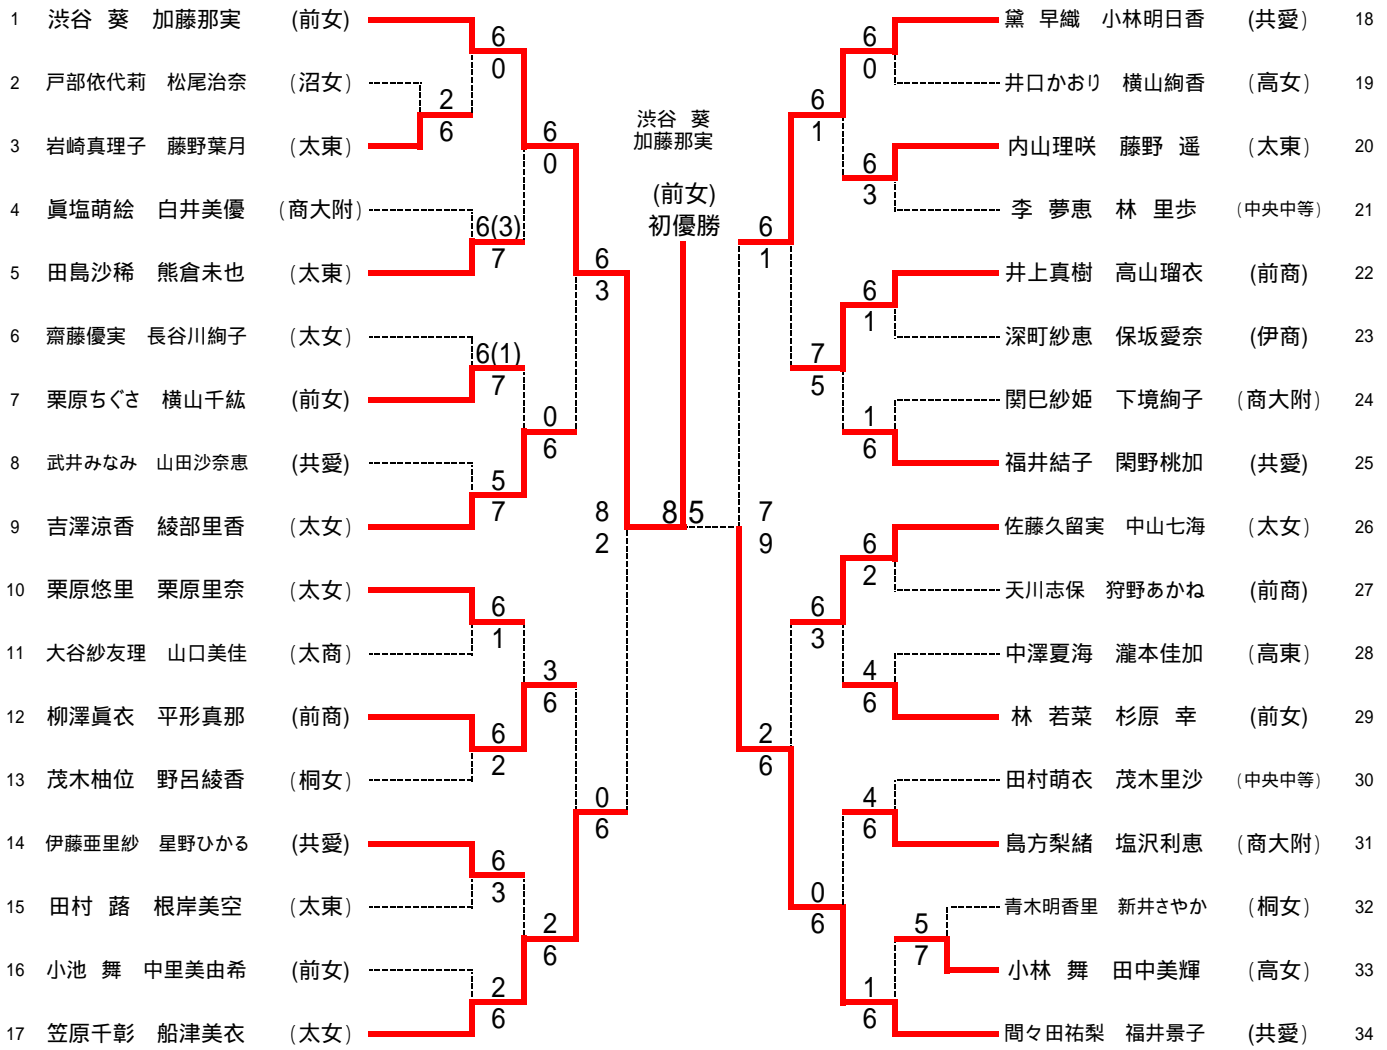 1 渋谷 葵 加藤那実 (前女)
2 戸部依代莉 松尾治奈 (沼女)
3 岩崎真理子 藤野葉月 (太東)
4 眞塩萌絵 白井美優 (商大附)
5 田島沙稀 熊倉未也 (太東)
6 齋藤優実 長谷川絢子 (太女)
7 栗原ちぐさ 横山千紘 (前女)
8 武井みなみ 山田沙奈恵 (共愛)
9 吉澤涼香 綾部里香 (太女)
10 栗原悠里 栗原里奈 (太女)
11 大谷紗友理 山口美佳 (太商)
12 柳澤眞衣 平形真那 (前商)
13 茂木柚位 野呂綾香 (桐女)
14 伊藤亜里紗 星野ひかる (共愛)
15 田村 蕗 根岸美空 (太東)
16 小池 舞 中里美由希 (前女)
17 笠原千彰 船津美衣 (太女)
6
0
2
6
6(3)
7
6(1)
7
5
7
6
1
6
2
6
3
2
6
6
0
0
6
3
6
2
6
6
3
0
6
8
2
渋谷 葵
加藤那実
(前女)
初優勝
8 5
7
9
6
1
2
6
6
1
7
5
6
3
0
6
6
0
6
3
6
1
1
6
6
2
4
6
4
6
5
7
1
6
黛 早織 小林明日香 (共愛) 18
井口かおり 横山絢香 (高女) 19
内山理咲 藤野 遥 (太東) 20
李 夢恵 林 里歩 (中央中等) 21
井上真樹 高山瑠衣 (前商) 22
深町紗恵 保坂愛奈 (伊商) 23
関巳紗姫 下境絢子 (商大附) 24
福井結子 関野桃加 (共愛) 25
佐藤久留実 中山七海 (太女) 26
天川志保 狩野あかね (前商) 27
中澤夏海 瀧本佳加 (高東) 28
林 若菜 杉原 幸 (前女) 29
田村萌衣 茂木里沙 (中央中等) 30
島方梨緒 塩沢利恵 (商大附) 31
青木明香里 新井さやか (桐女) 32
小林 舞 田中美輝 (高女) 33
間々田祐梨 福井景子 (共愛) 34